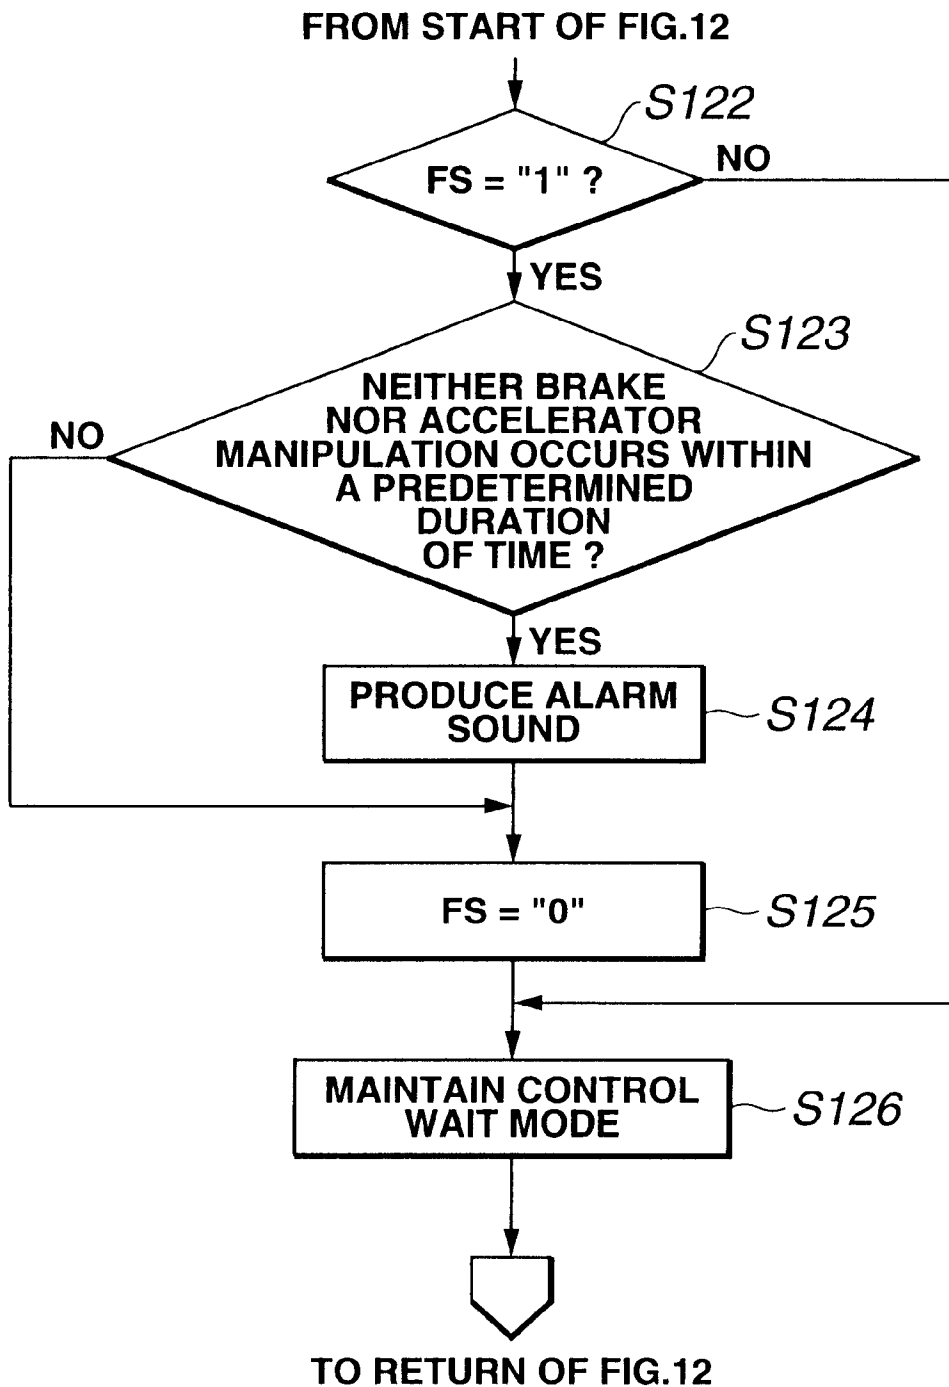 FROM START OF FIG.12
S122
FS = "1" ?
NO
YES
S123
NEITHER BRAKE
NOR ACCELERATOR
MANIPULATION OCCURS WITHIN
A PREDETERMINED
DURATION
OF TIME ?
NO
YES
PRODUCE ALARM
SOUND
S124
FS = "0"
S125
MAINTAIN CONTROL
WAIT MODE
S126
TO RETURN OF FIG.12